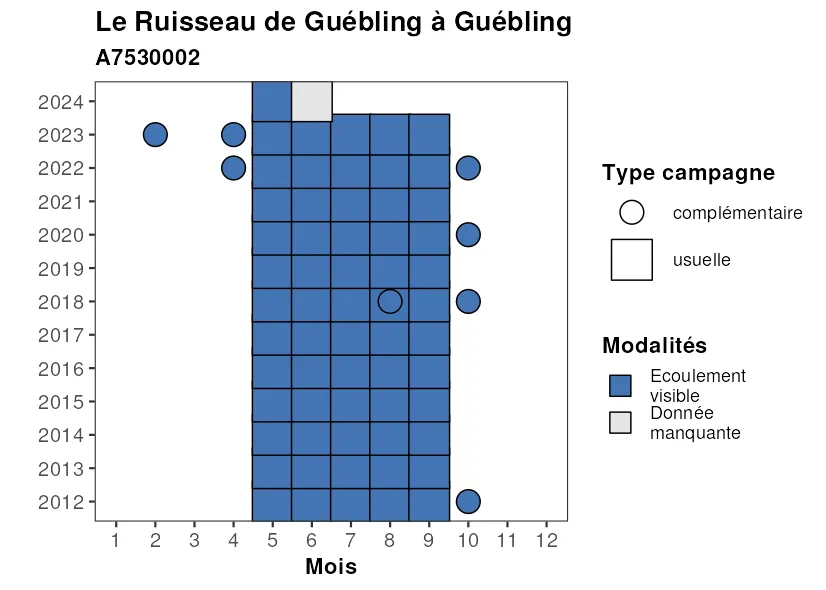 Le Ruisseau de Guébling à Guébling
A7530002
2024
2023
2022
2021
2020
2019
2018
2017
2016
2015
2014
2013
2012
1 2 3 4 5 6 7 8 9 10 11 12
Mois
Type campagne
complémentaire
usuelle
Modalités
Ecoulement
visible
Donnée
manquante